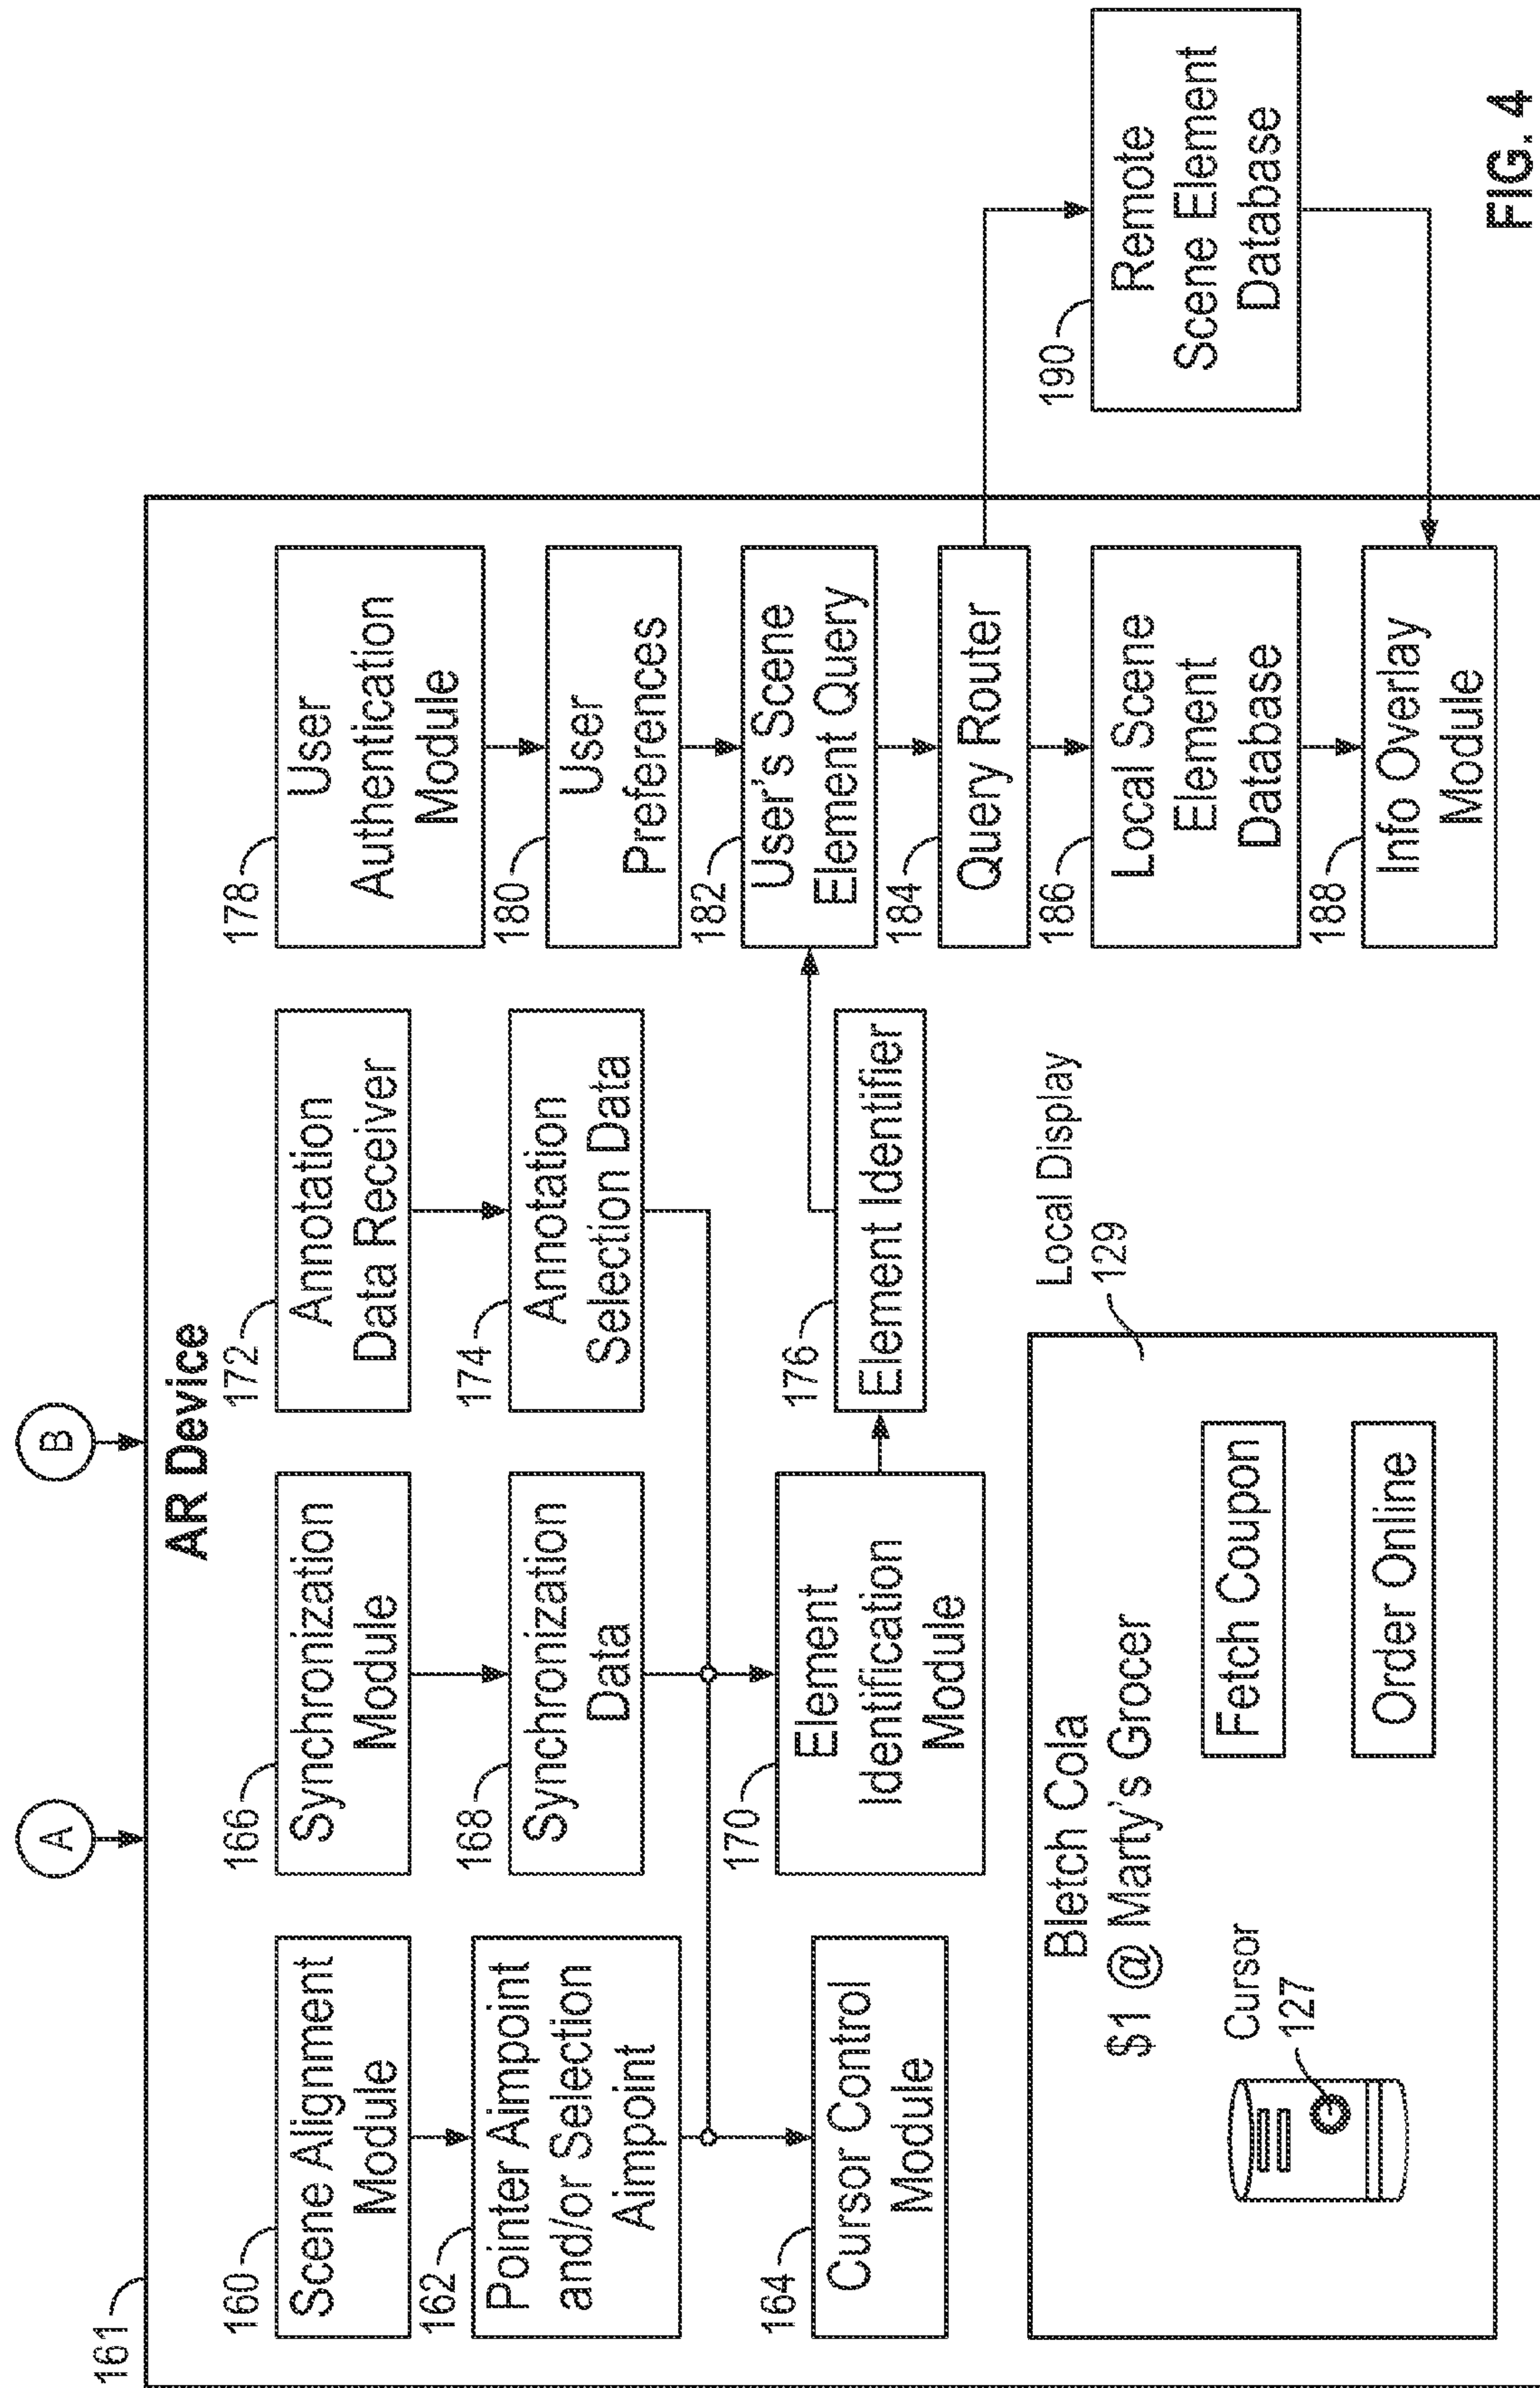 A
B
161
AR Device
160
Scene Alignment
Module
162
Pointer Aimpoint
and/or Selection
Aimpoint
164
Cursor Control
Module
166
Synchronization
Module
168
Synchronization
Data
170
Element
Identification
Module
172
Annotation
Data Receiver
174
Annotation
Selection Data
176
Element Identifier
178
User
Authentication
Module
180
User
Preferences
182
User's Scene
Element Query
184
Query Router
186
Local Scene
Element
Database
188
Info Overlay
Module
190
Remote
Scene Element
Database
Local Display
129
Bletch Cola
$1 @ Marty's Grocer
Cursor
127
Fetch Coupon
Order Online
FIG. 4